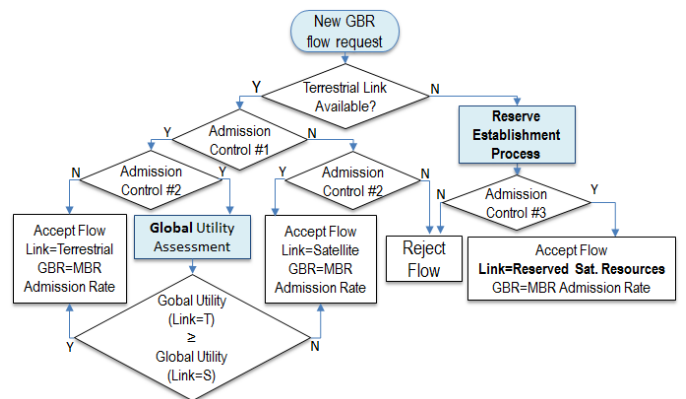 New GBR
flow request
Y
N
Terrestrial Link
Available?
Reserve
Establishment
Process
Y
Admission
Control #1
N
N
Admission
Control #2
Y
Y
Admission
Control #2
N
N
Admission
Control #3
Y
Accept Flow
Link=Terrestrial
GBR=MBR
Admission Rate
Global Utility
Assessment
Accept Flow
Link=Satellite
GBR=MBR
Admission Rate
Reject
Flow
Accept Flow
Link=Reserved Sat. Resources
GBR=MBR Admission Rate
Gobal Utility
(Link=T)
≥
Global Utility
(Link=S)
Y
N